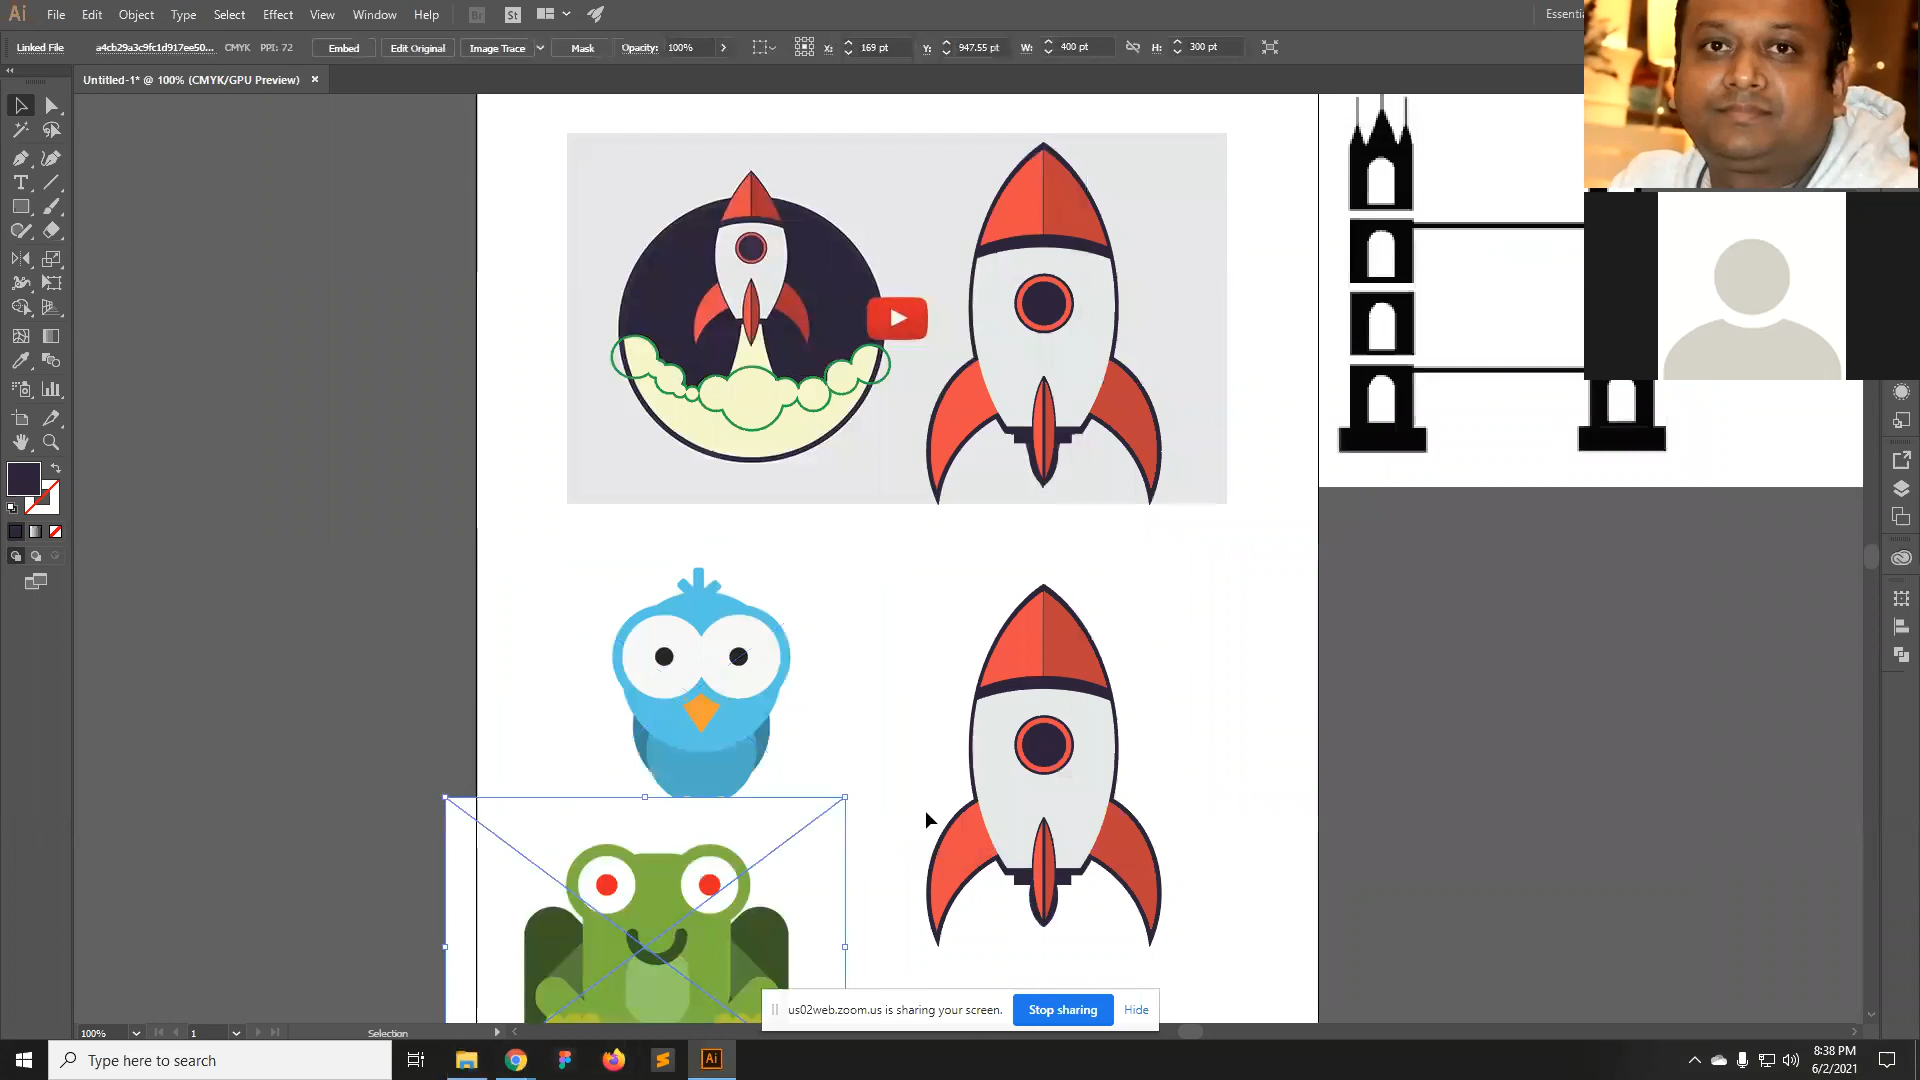 Ai File Edit Object Type Select Effect View Window Help Br St Essentia
Linked File a4cb29a3c9fc1d917ee50... CMYK PPI: 72 Embed Edit Original Image Trace Mask Opacity: 100% X: 169 pt Y: 947.55 pt W: 400 pt H: 300 pt
Untitled-1* @ 100% (CMYK/GPU Preview) ×
T
us02web.zoom.us is sharing your screen. Stop sharing Hide
100% 1 Selection
Type here to search Ai 8:38 PM
6/2/2021